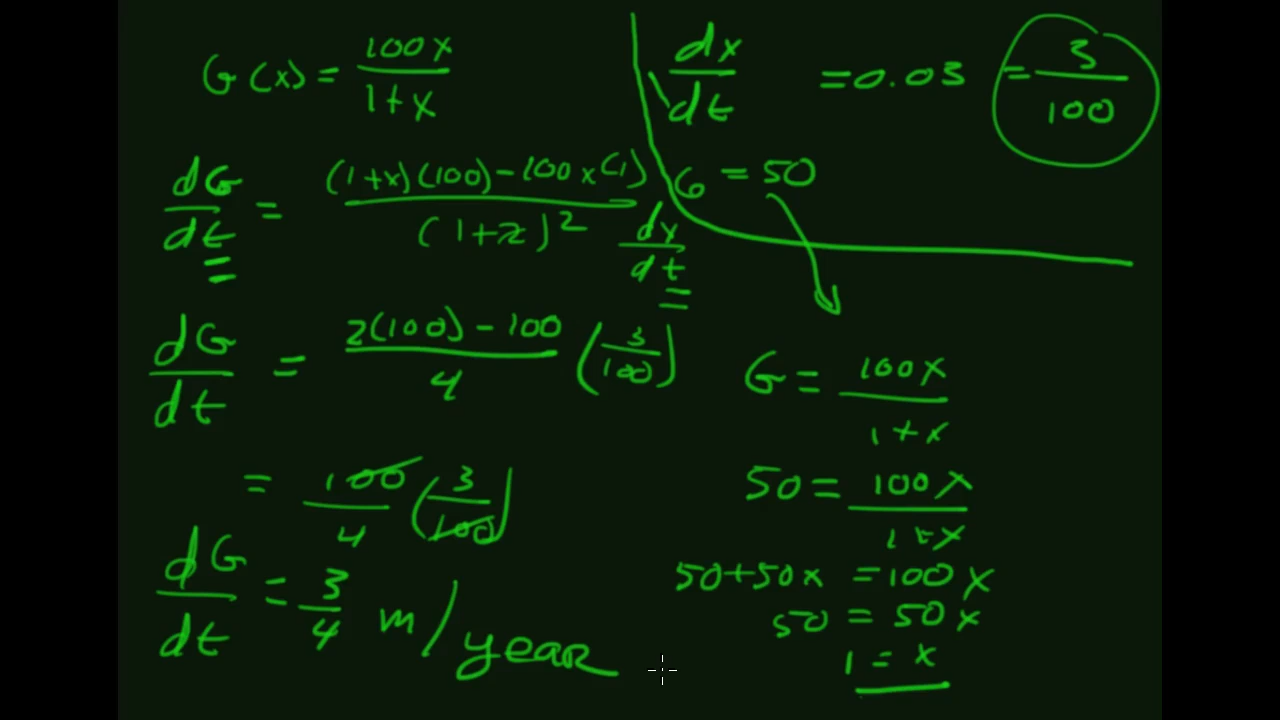 G(x) = 100x / 1+x
dx/dt = 0.03 = 3/100
dG/dt = (1+x)(100) - 100x(1) / (1+x)^2 dx/dt
G = 50
dG/dt = 2(100) - 100 / 4 (3/100)
G = 100x / 1+x
= 100/4 (3/100)
50 = 100x / 1+x
50+50x = 100x
dG/dt = 3/4 m/year
50 = 50x
1 = x